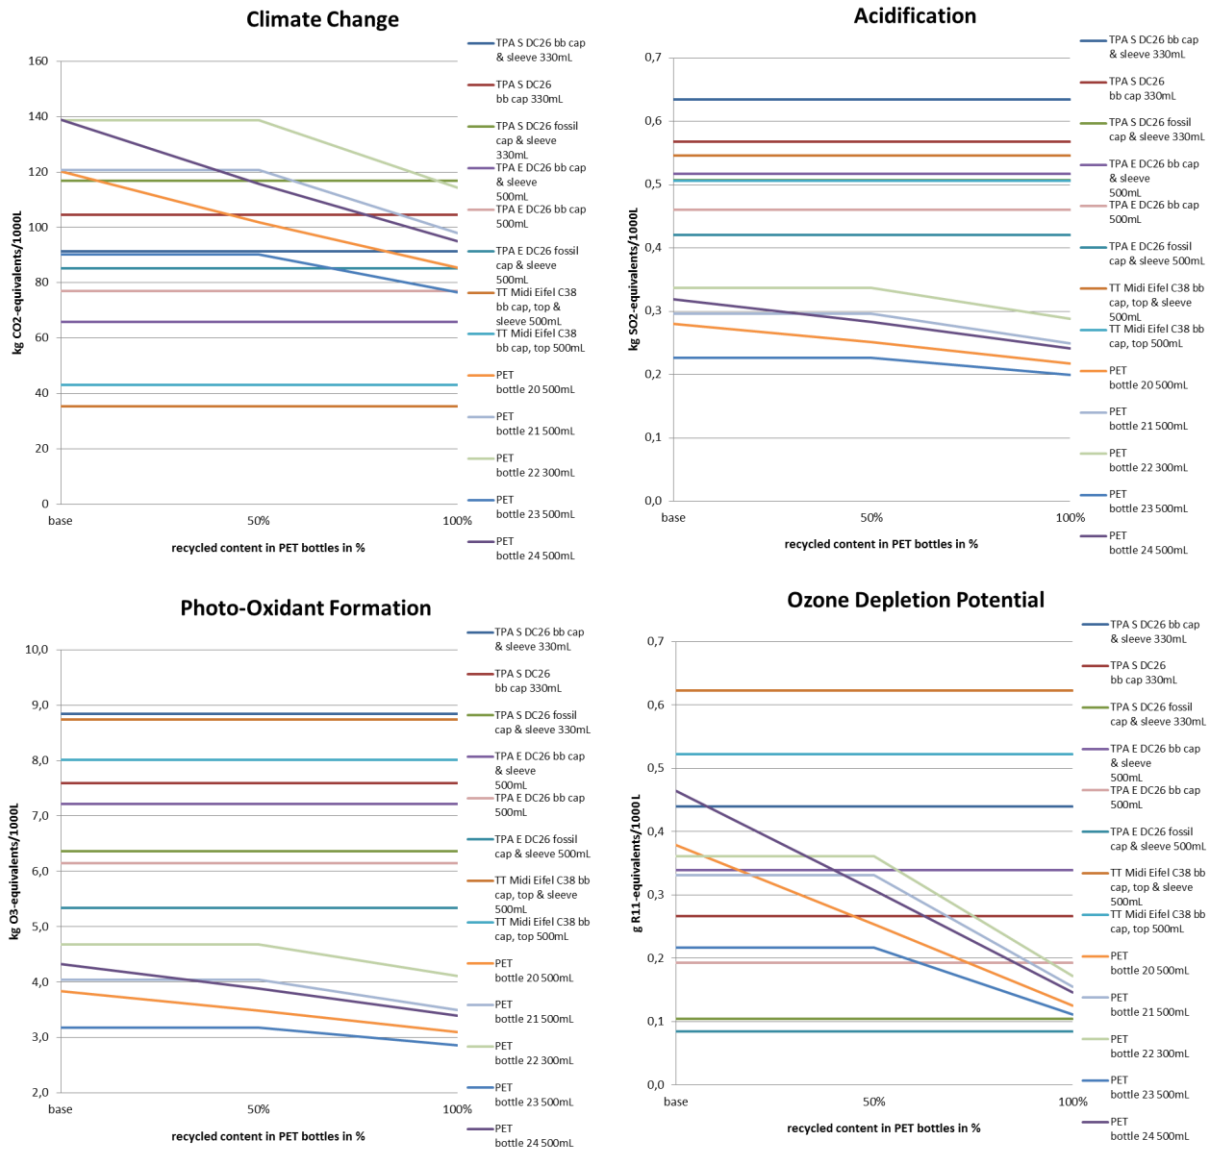 Climate Change
kg CO2-equivalents/1000L
160
140
120
100
80
60
40
20
0
base
50%
100%
recycled content in PET bottles in %
TPA S DC26 bb cap
& sleeve 330mL
TPA S DC26
bb cap 330mL
TPA S DC26 fossil
cap & sleeve
330mL
TPA E DC26 bb cap
& sleeve
500mL
TPA E DC26 bb cap
500mL
TPA E DC26 fossil
cap & sleeve
500mL
TT Midi Eifel C38
bb cap, top &
sleeve 500mL
TT Midi Eifel C38
bb cap, top 500mL
PET
bottle 20 500mL
PET
bottle 21 500mL
PET
bottle 22 300mL
PET
bottle 23 500mL
PET
bottle 24 500mL
Acidification
kg SO2-equivalents/1000L
0,7
0,6
0,5
0,4
0,3
0,2
0,1
0,0
base
50%
100%
recycled content in PET bottles in %
TPA S DC26 bb cap
& sleeve 330mL
TPA S DC26
bb cap 330mL
TPA S DC26 fossil
cap & sleeve 330mL
TPA E DC26 bb cap
& sleeve
500mL
TPA E DC26 bb cap
500mL
TPA E DC26 fossil
cap & sleeve 500mL
TT Midi Eifel C38 bb
cap, top & sleeve
500mL
TT Midi Eifel C38 bb
cap, top 500mL
PET
bottle 20 500mL
PET
bottle 21 500mL
PET
bottle 22 300mL
PET
bottle 23 500mL
PET
bottle 24 500mL
Photo-Oxidant Formation
kg O3-equivalents/1000L
10,0
9,0
8,0
7,0
6,0
5,0
4,0
3,0
2,0
base
50%
100%
recycled content in PET bottles in %
TPA S DC26 bb cap
& sleeve 330mL
TPA S DC26
bb cap 330mL
TPA S DC26 fossil
cap & sleeve 330mL
TPA E DC26 bb cap
& sleeve
500mL
TPA E DC26 bb cap
500mL
TPA E DC26 fossil
cap & sleeve 500mL
TT Midi Eifel C38 bb
cap, top & sleeve
500mL
TT Midi Eifel C38 bb
cap, top 500mL
PET
bottle 20 500mL
PET
bottle 21 500mL
PET
bottle 22 300mL
PET
bottle 23 500mL
PET
bottle 24 500mL
Ozone Depletion Potential
g R11-equivalents/1000 L
0,7
0,6
0,5
0,4
0,3
0,2
0,1
0,0
base
50%
100%
recycled content in PET bottles in %
TPA S DC26 bb cap
& sleeve 330mL
TPA S DC26
bb cap 330mL
TPA S DC26 fossil
cap & sleeve 330mL
TPA E DC26 bb cap
& sleeve
500mL
TPA E DC26 bb cap
500mL
TPA E DC26 fossil
cap & sleeve 500mL
TT Midi Eifel C38 bb
cap, top & sleeve
500mL
TT Midi Eifel C38 bb
cap, top 500mL
PET
bottle 20 500mL
PET
bottle 21 500mL
PET
bottle 22 300mL
PET
bottle 23 500mL
PET
bottle 24 500mL